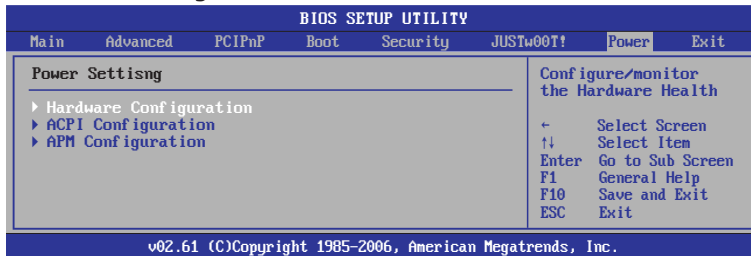 BIOS SETUP UTILITY
Main Advanced PCIPnP Boot Security JUSTw00T! Power Exit
Power Settisng
Hardware Configuration
ACPI Configuration
APM Configuration
Configure/monitor
the Hardware Health
← Select Screen
↑↓ Select Item
Enter Go to Sub Screen
F1 General Help
F10 Save and Exit
ESC Exit
v02.61 (C)Copyright 1985-2006, American Megatrends, Inc.